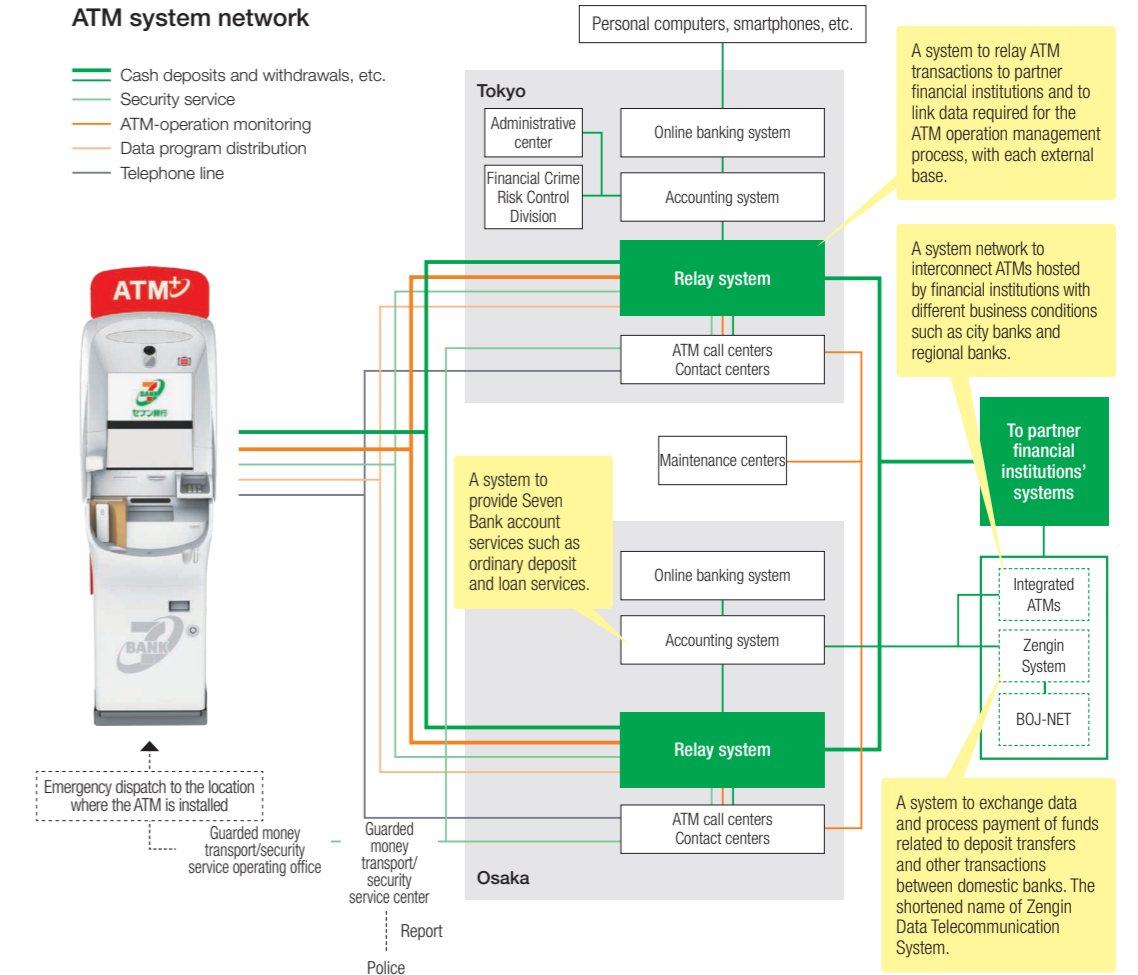 ATM system network
Cash deposits and withdrawals, etc.
Security service
ATM-operation monitoring
Data program distribution
Telephone line
Personal computers, smartphones, etc.
Tokyo
Administrative
center
Financial Crime
Risk Control
Division
Online banking system
Accounting system
Relay system
ATM call centers
Contact centers
A system to relay ATM
transactions to partner
financial institutions and to
link data required for the
ATM operation management
process, with each external
base.
A system network to
interconnect ATMs hosted
by financial institutions with
different business conditions
such as city banks and
regional banks.
ATM+
7
BANK
セブン銀行
7
BANK
Maintenance centers
To partner
financial
institutions’
systems
A system to
provide Seven
Bank account
services such as
ordinary deposit
and loan services.
Online banking system
Accounting system
Relay system
ATM call centers
Contact centers
Osaka
Integrated
ATMs
Zengin
System
BOJ-NET
A system to exchange data
and process payment of funds
related to deposit transfers
and other transactions
between domestic banks. The
shortened name of Zengin
Data Telecommunication
System.
Emergency dispatch to the location
where the ATM is installed
Guarded money
transport/security
service operating office
Guarded
money
transport/
security
service center
Report
Police